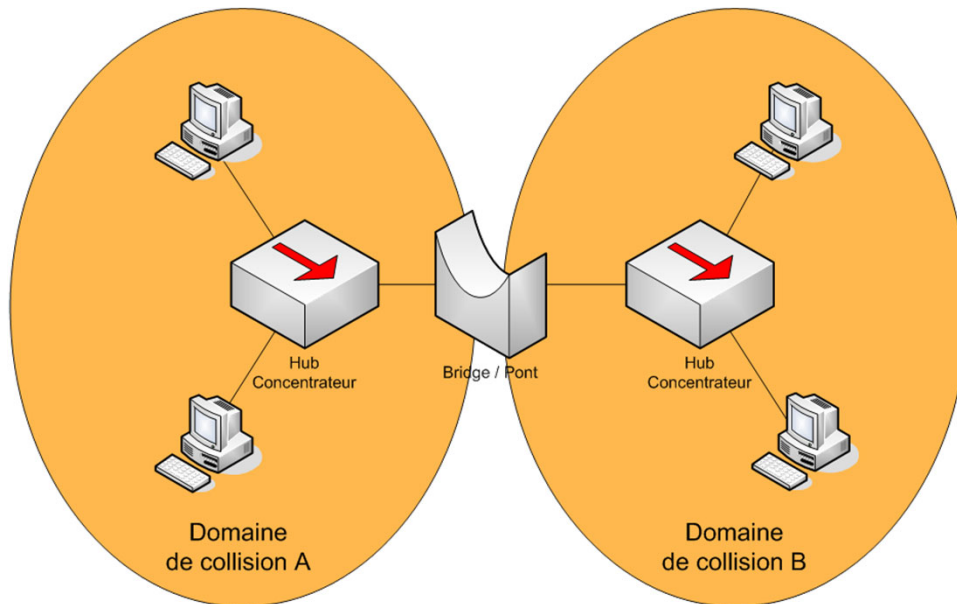 Hub
Concentrateur
Bridge / Pont
Hub
Concentrateur
Domaine
de collision A
Domaine
de collision B